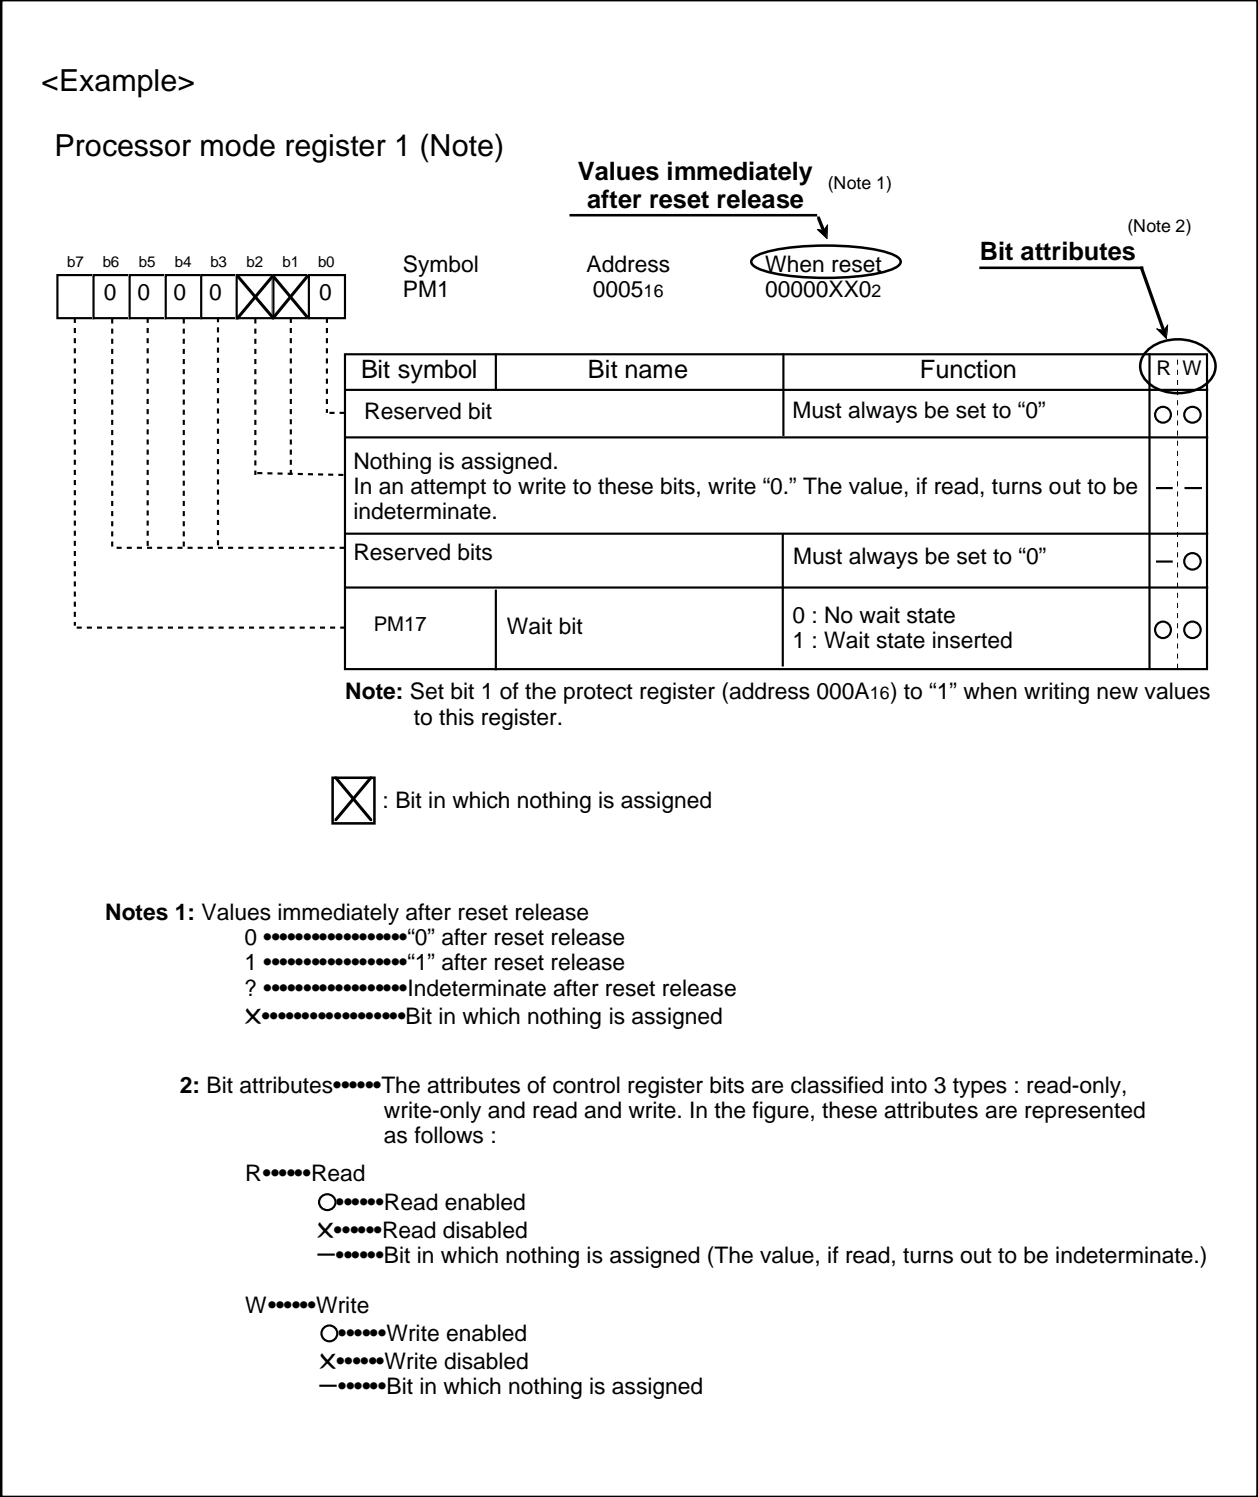 <Example>
Processor mode register 1 (Note)
Values immediately
after reset release
(Note 1)
(Note 2)
Bit attributes
b7 b6 b5 b4 b3 b2 b1 b0
0 0 0 0 0
Symbol Address When reset
PM1 000516 00000XX02
Bit symbol Bit name Function R W
Reserved bit Must always be set to “0”
Nothing is assigned.
In an attempt to write to these bits, write “0.” The value, if read, turns out to be
indeterminate.
— —
Reserved bits Must always be set to “0” —
PM17 Wait bit 0 : No wait state
1 : Wait state inserted
Note: Set bit 1 of the protect register (address 000A16) to “1” when writing new values
to this register.
: Bit in which nothing is assigned
Notes 1: Values immediately after reset release
0 ••••••••••••••••••“0” after reset release
1 ••••••••••••••••••“1” after reset release
? ••••••••••••••••••Indeterminate after reset release
X••••••••••••••••••Bit in which nothing is assigned
2: Bit attributes••••••The attributes of control register bits are classified into 3 types : read-only,
write-only and read and write. In the figure, these attributes are represented
as follows :
R••••••Read
○••••••Read enabled
X••••••Read disabled
—••••••Bit in which nothing is assigned (The value, if read, turns out to be indeterminate.)
W••••••Write
○••••••Write enabled
X••••••Write disabled
—••••••Bit in which nothing is assigned